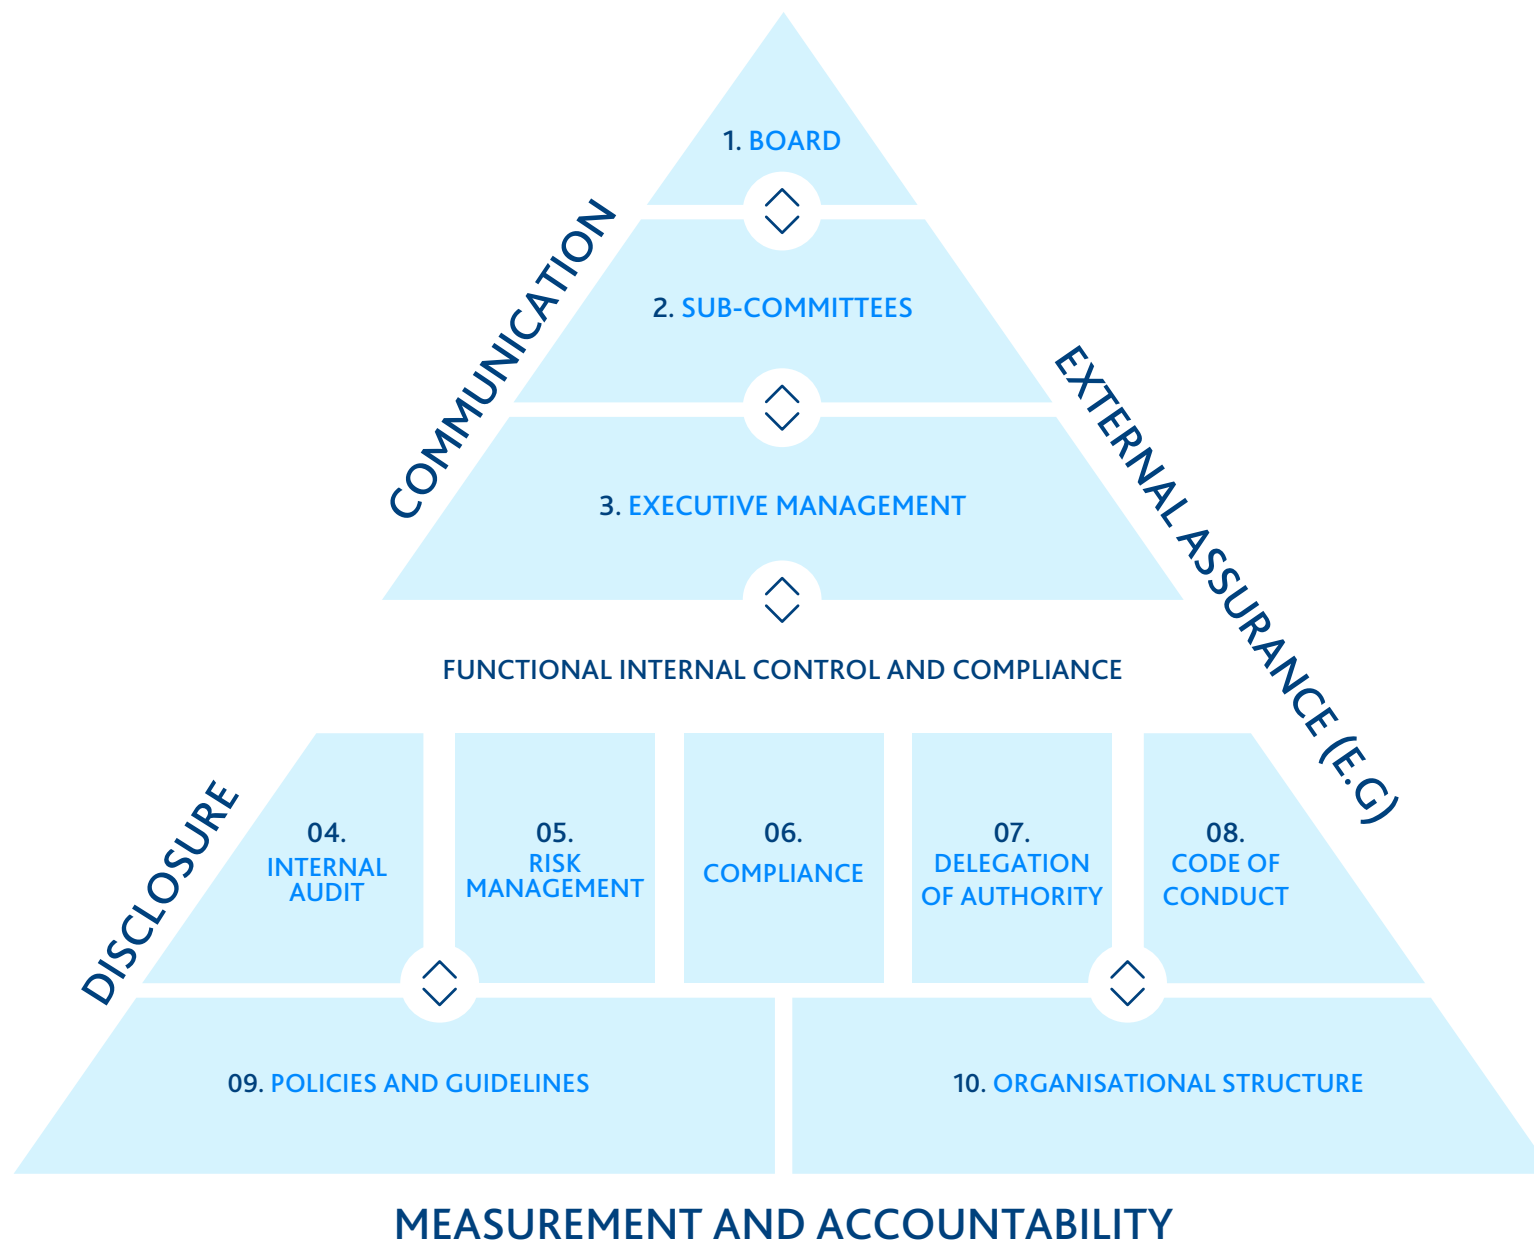 1. BOARD
COMMUNICATION
2. SUB-COMMITTEES
EXTERNAL ASSURANCE (E.G)
3. EXECUTIVE MANAGEMENT
FUNCTIONAL INTERNAL CONTROL AND COMPLIANCE
DISCLOSURE
04.
INTERNAL
AUDIT
05.
RISK
MANAGEMENT
06.
COMPLIANCE
07.
DELEGATION
OF AUTHORITY
08.
CODE OF
CONDUCT
09. POLICIES AND GUIDELINES
10. ORGANISATIONAL STRUCTURE
MEASUREMENT AND ACCOUNTABILITY